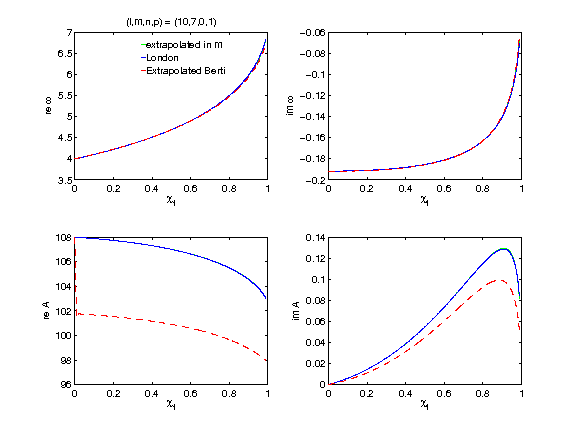 (l,m,n,p) = (10,7,0,1)
7
6.5
6
5.5
5
4.5
4
3.5
re ω
extrapolated in m
London
Extrapolated Berti
0 0.2 0.4 0.6 0.8 1
χf
-0.04
-0.06
-0.08
-0.1
-0.12
-0.14
-0.16
-0.18
-0.2
im ω
0 0.2 0.4 0.6 0.8 1
χf
108
106
104
102
100
98
96
re A
0 0.2 0.4 0.6 0.8 1
χf
0.14
0.12
0.1
0.08
0.06
0.04
0.02
0
im A
0 0.2 0.4 0.6 0.8 1
χf